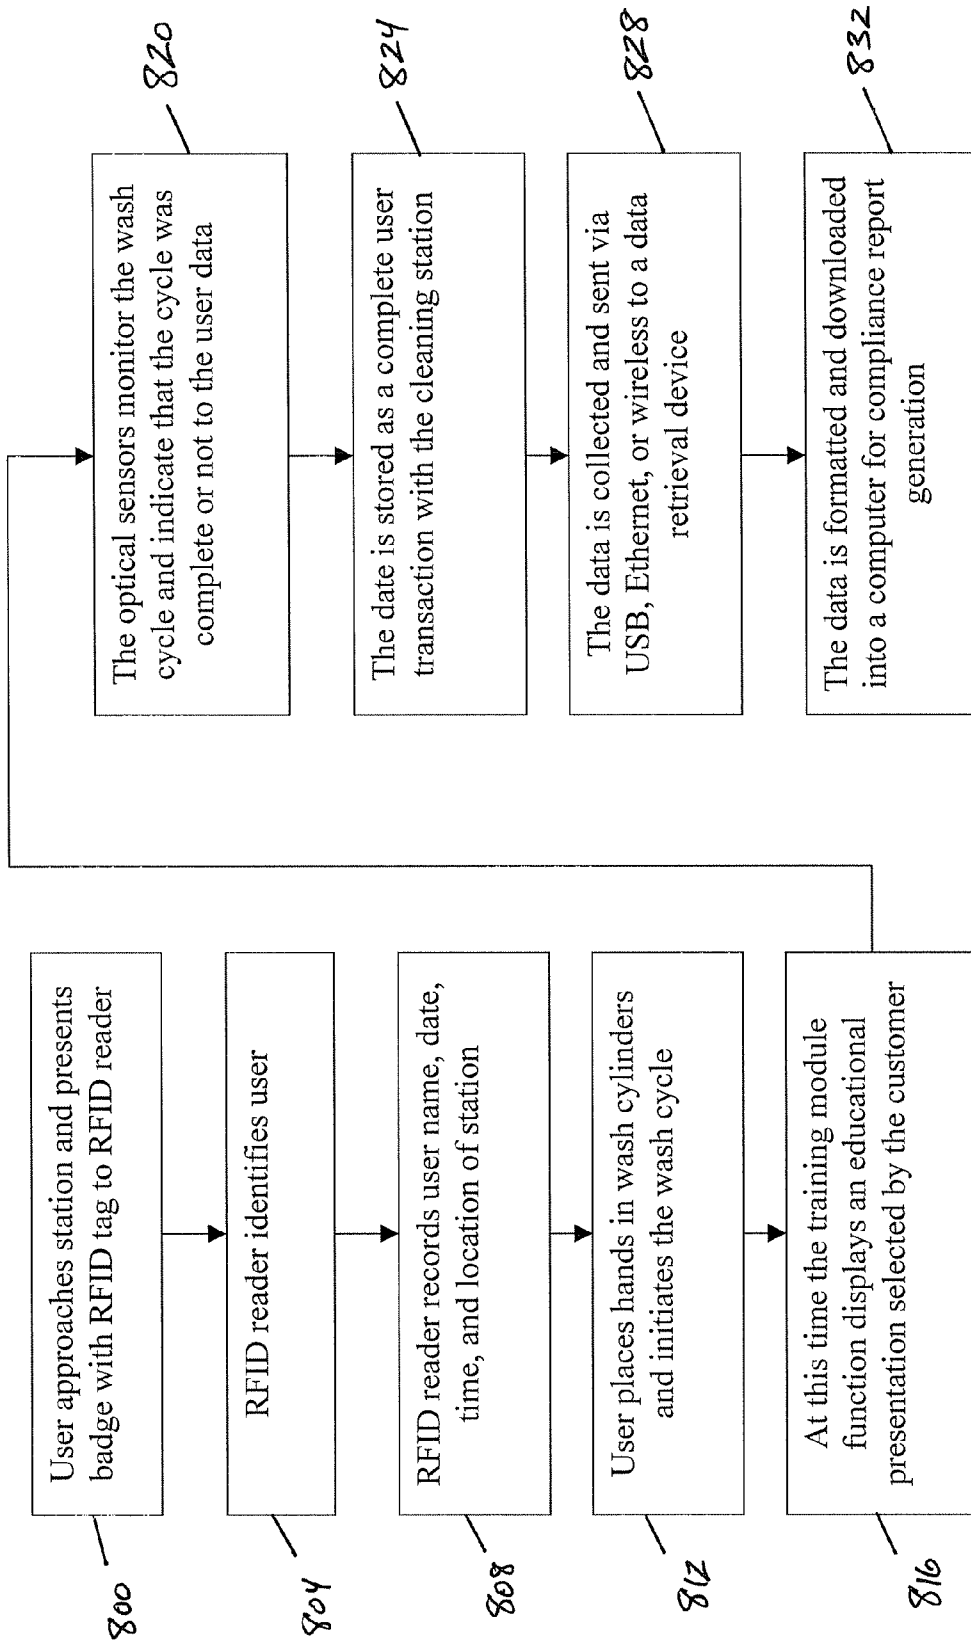 User approaches station and presents
badge with RFID tag to RFID reader
800
RFID reader identifies user
804
RFID reader records user name, date,
time, and location of station
808
User places hands in wash cylinders
and initiates the wash cycle
812
At this time the training module
function displays an educational
presentation selected by the customer
816
The optical sensors monitor the wash
cycle and indicate that the cycle was
complete or not to the user data
820
The date is stored as a complete user
transaction with the cleaning station
824
The data is collected and sent via
USB, Ethernet, or wireless to a data
retrieval device
828
The data is formatted and downloaded
into a computer for compliance report
generation
832